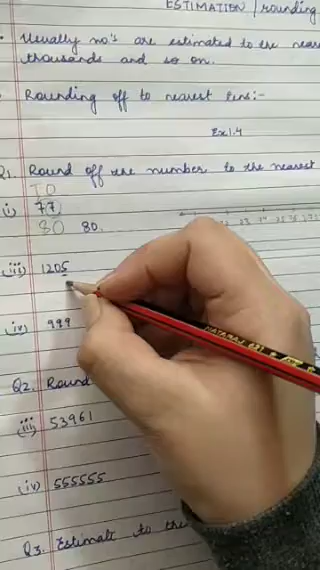 ESTIMATION / rounding
Usually no's are estimated to the near
thousands and so on.
Rounding off to nearest tens:-
Ex 1.4
Q1. Round off the number to the nearest
TO
(i) 77
80 80.
(iii) 1205
(iv) 999
Q2. Round
(iii) 53961
(iv) 555555
Q3. Estimate to the
NATARAJ 621